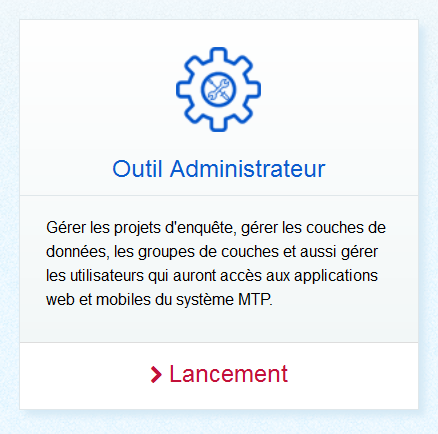 Outil Administrateur
Gérer les projets d'enquête, gérer les couches de
données, les groupes de couches et aussi gérer
les utilisateurs qui auront accès aux applications
web et mobiles du système MTP.
Lancement